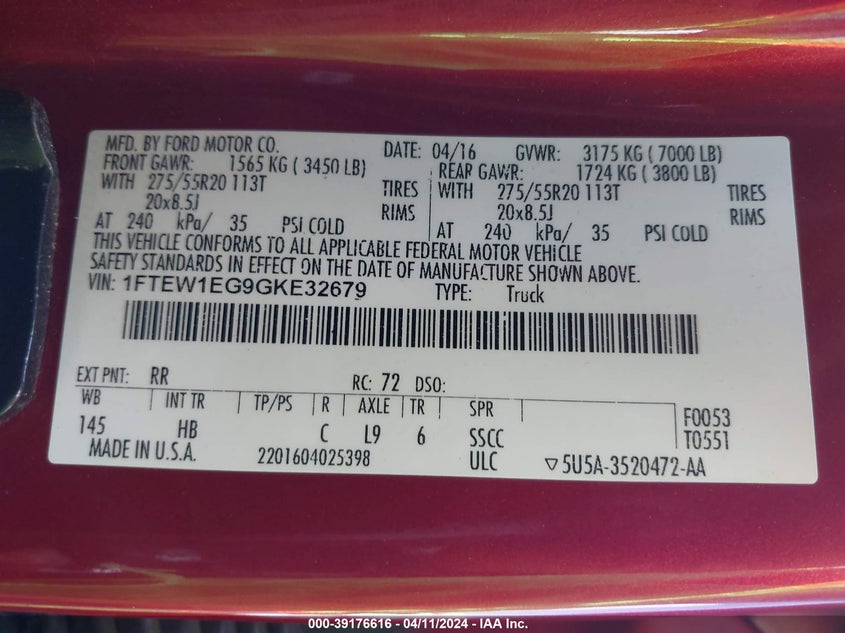 MFD. BY FORD MOTOR CO. DATE: 04/16 GVWR: 3175 KG ( 7000 LB)
FRONT GAWR: 1565 KG ( 3450 LB) REAR GAWR: 1724 KG ( 3800 LB)
WITH 275/55R20 113T TIRES WITH 275/55R20 113T TIRES
20x8.5J RIMS 20x8.5J RIMS
AT 240 kPa/ 35 PSI COLD AT 240 kPa/ 35 PSI COLD
THIS VEHICLE CONFORMS TO ALL APPLICABLE FEDERAL MOTOR VEHICLE
SAFETY STANDARDS IN EFFECT ON THE DATE OF MANUFACTURE SHOWN ABOVE.
VIN: 1FTEW1EG9GKE32679 TYPE: Truck
EXT PNT: RR RC: 72 DSO:
WB INT TR TP/PS R AXLE TR SPR F0053
145 HB C L9 6 SSCC T0551
MADE IN U.S.A. 2201604025398 ULC ▽5U5A-3520472-AA
000-39176616 - 04/11/2024 - IAA Inc.